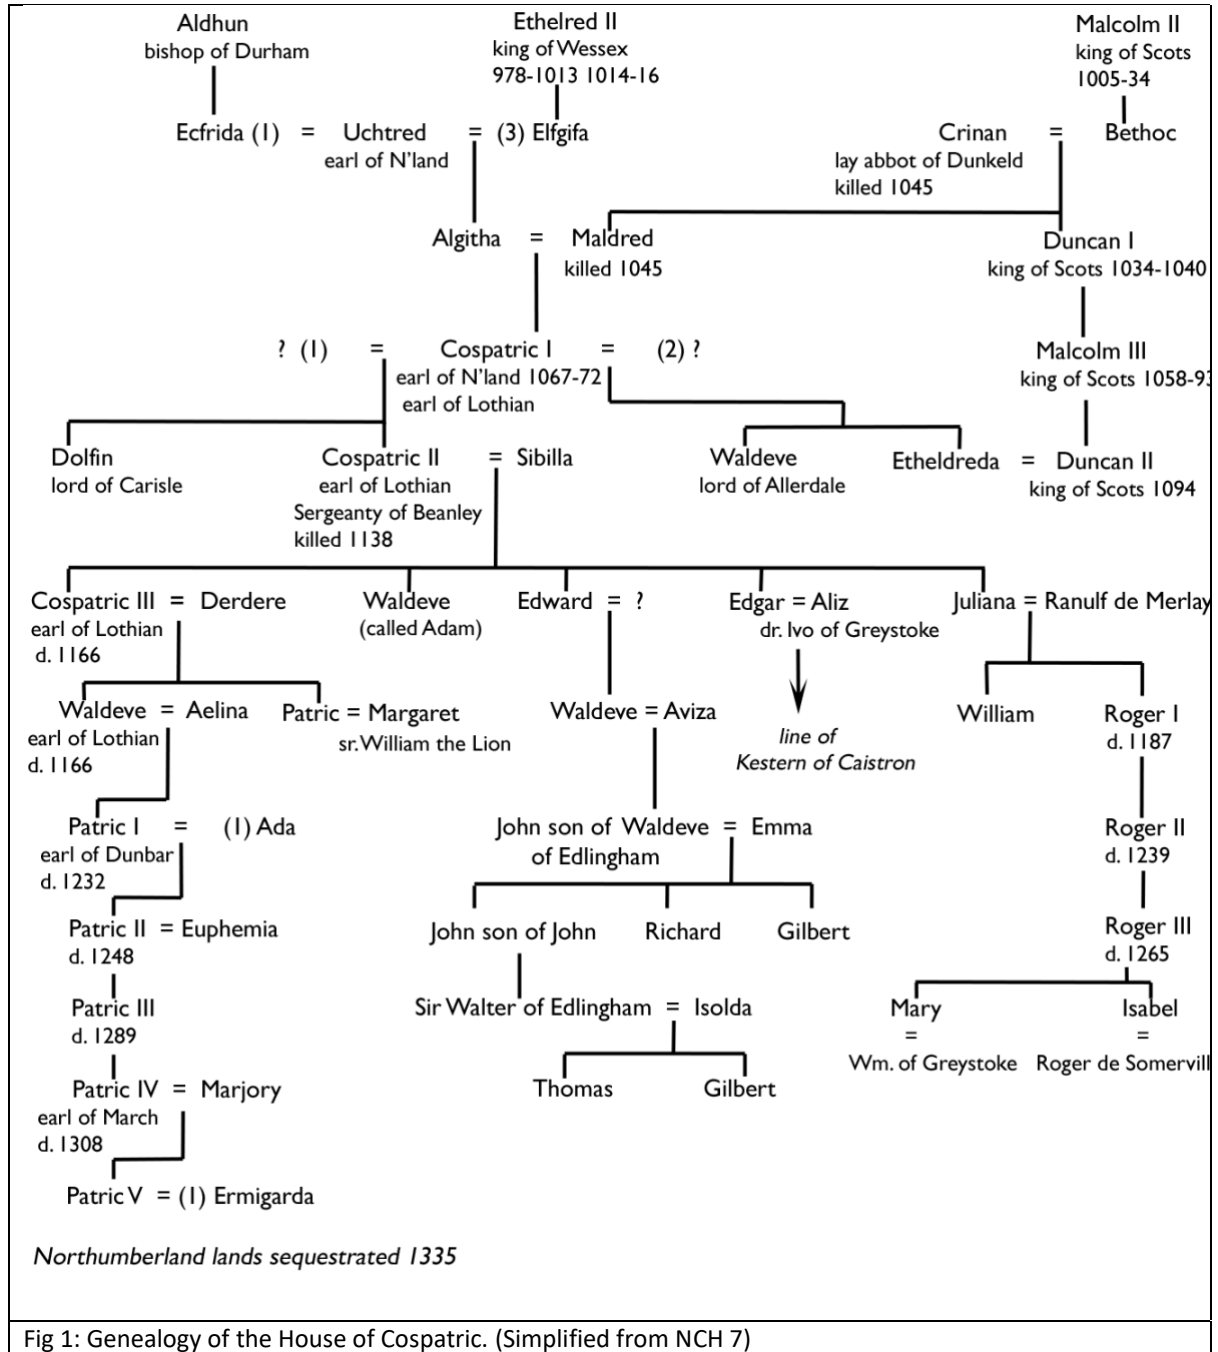 Aldhun Ethelred II Malcolm II
bishop of Durham king of Wessex king of Scots
978-1013 1014-16 1005-34
Ecfrida (1) = Uchtred = (3) Elfgifa Crinan = Bethoc
earl of N'land lay abbot of Dunkeld
killed 1045
Algitha = Maldred Duncan I
killed 1045 king of Scots 1034-1040
? (1) = Cospatric I = (2) ? Malcolm III
earl of N'land 1067-72 king of Scots 1058-93
earl of Lothian
Dolfin Cospatric II = Sibilla Waldeve Etheldreda = Duncan II
lord of Carisle earl of Lothian lord of Allerdale king of Scots 1094
Sergeanty of Beanley
killed 1138
Cospatric III = Derdere Waldeve Edward = ? Edgar = Aliz Juliana = Ranulf de Merlay
earl of Lothian (called Adam) dr. Ivo of Greystoke
d. 1166
Waldeve = Aelina Patric = Margaret Waldeve = Aviza William Roger I
earl of Lothian sr. William the Lion line of d. 1187
d. 1166 Kestern of Caistron
Patric I = (1) Ada John son of Waldeve = Emma Roger II
earl of Dunbar of Edlingham d. 1239
d. 1232
Patric II = Euphemia John son of John Richard Gilbert Roger III
d. 1248 d. 1265
Patric III Sir Walter of Edlingham = Isolda Mary Isabel
d. 1289 = =
Wm. of Greystoke Roger de Somervill
Patric IV = Marjory Thomas Gilbert
earl of March
d. 1308
Patric V = (1) Ermigarda
Northumberland lands sequestrated 1335
Fig 1: Genealogy of the House of Cospatric. (Simplified from NCH 7)